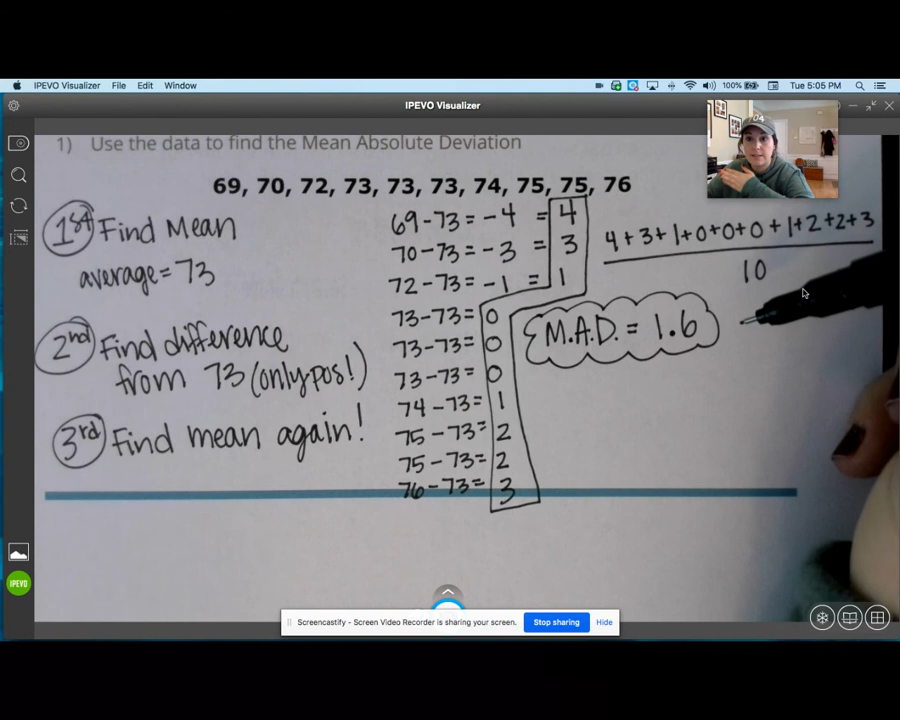 IPEVO Visualizer File Edit Window 100% Tue 5:05 PM
IPEVO Visualizer
1) Use the data to find the Mean Absolute Deviation
69, 70, 72, 73, 73, 73, 74, 75, 75, 76
1st Find Mean
average = 73
2nd Find difference
from 73 (only pos!)
3rd Find mean again!
69-73 = -4 = 4
70-73 = -3 = 3
72-73 = -1 = 1
73-73 = 0
73-73 = 0
73-73 = 0
74-73 = 1
75-73 = 2
75-73 = 2
76-73 = 3
4+3+1+0+0+0+1+2+2+3
10
M.A.D. = 1.6
IPEVO
Screencastify - Screen Video Recorder is sharing your screen. Stop sharing Hide